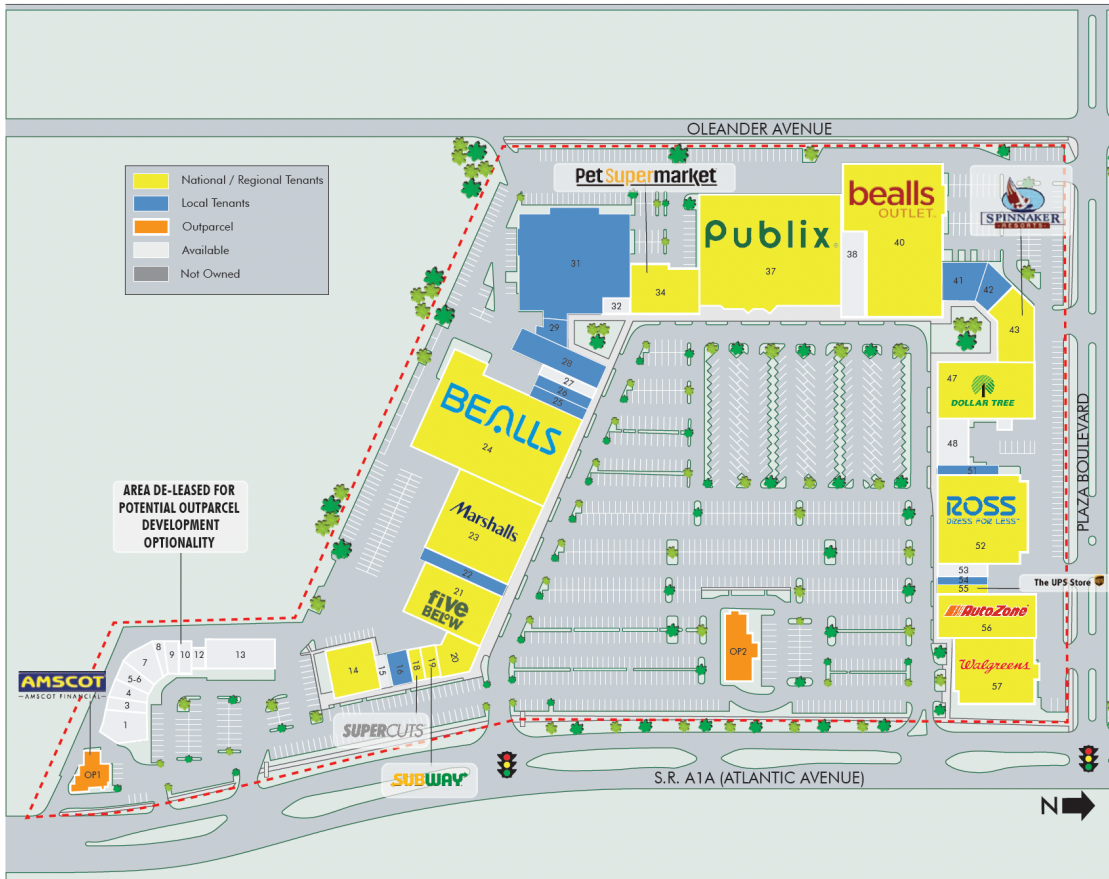 OLEANDER AVENUE
National / Regional Tenants
Local Tenants
Outparcel
Available
Not Owned
Pet Supermarket
Publix
37
bealls
OUTLET
40
38
SPINNAKER
RESORTS
31
32
34
41
42
43
29
28
27
26
25
BEALLS
24
47
DOLLAR TREE
48
51
PLAZA BOULEVARD
AREA DE-LEASED FOR
POTENTIAL OUTPARCEL
DEVELOPMENT
OPTIONALITY
Marshalls
23
22
21
five
BELOW
ROSS
DRESS FOR LESS
52
53
54
55
The UPS Store
AutoZone
56
Walgreens
57
OP2
8
9
10
12
13
7
5-6
4
3
1
14
15
16
18
19
20
AMSCOT
AMSCOT FINANCIAL
OP1
SUPERCUTS
SUBWAY
S.R. A1A (ATLANTIC AVENUE)
N